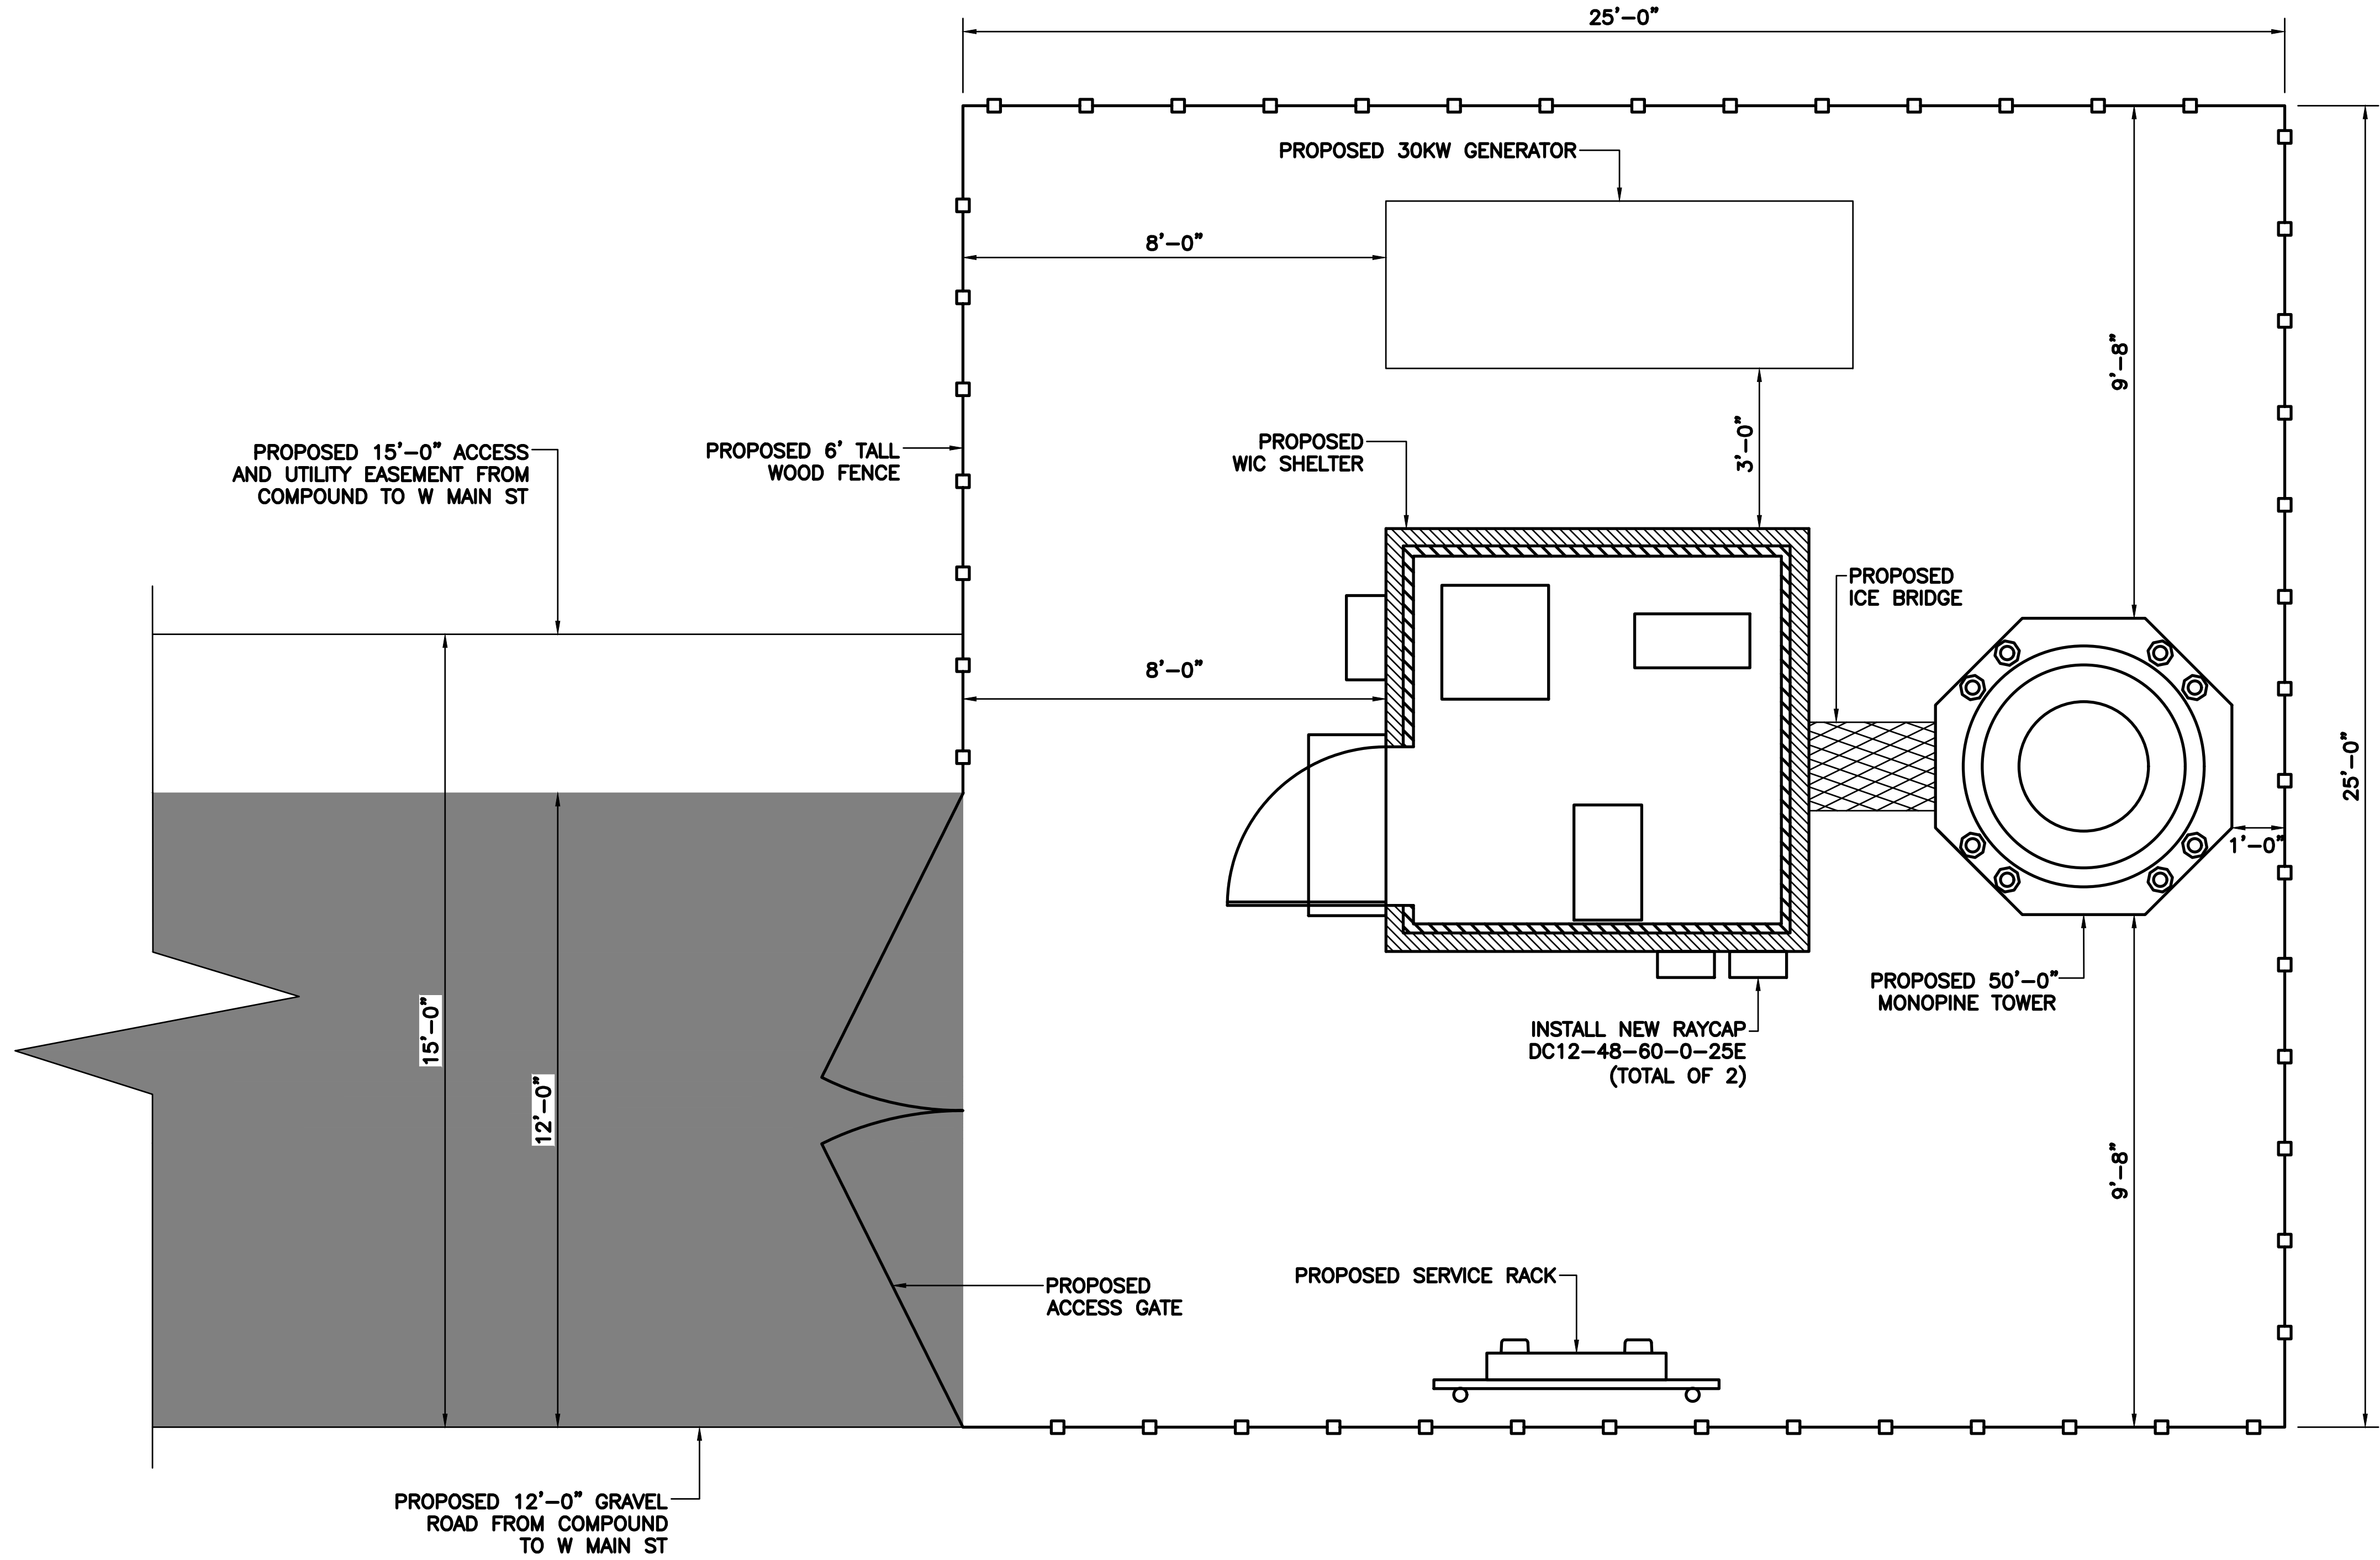 25'-0"
PROPOSED 30KW GENERATOR
8'-0"
9'-8"
PROPOSED 15'-0" ACCESS
AND UTILITY EASEMENT FROM
COMPOUND TO W MAIN ST
PROPOSED 6' TALL
WOOD FENCE
PROPOSED
WIC SHELTER
3'-0"
PROPOSED
ICE BRIDGE
8'-0"
25'-0"
1'-0"
PROPOSED 50'-0"
MONOPINE TOWER
INSTALL NEW RAYCAP
DC12-48-60-0-25E
(TOTAL OF 2)
15'-0"
12'-0"
9'-8"
PROPOSED
ACCESS GATE
PROPOSED SERVICE RACK
PROPOSED 12'-0" GRAVEL
ROAD FROM COMPOUND
TO W MAIN ST